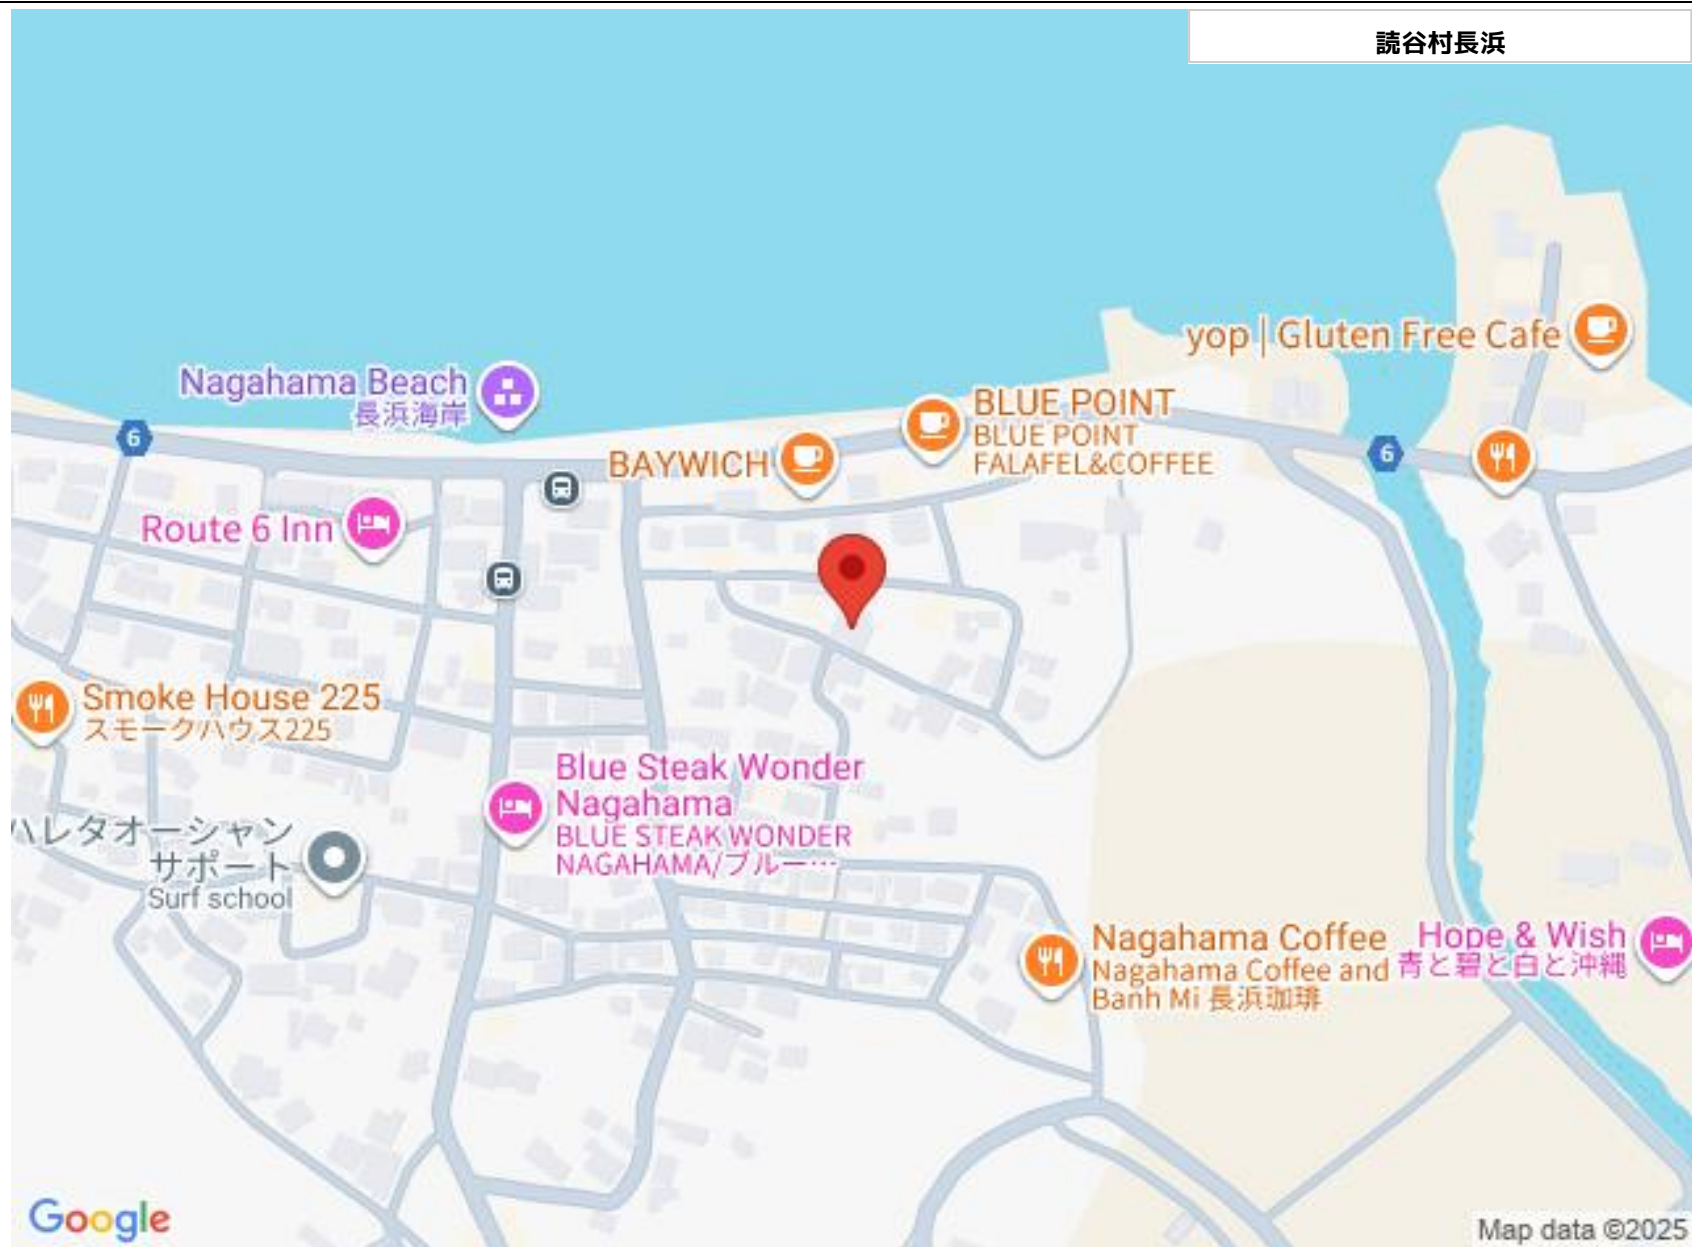 読谷村長浜
yop | Gluten Free Cafe
Nagahama Beach
長浜海岸
BLUE POINT
BLUE POINT
FALAFEL&COFFEE
6
6
BAYWICH
Route 6 Inn
Smoke House 225
スモークハウス225
Blue Steak Wonder
Nagahama
BLUE STEAK WONDER
NAGAHAMA/ブルー…
ハレタオーシャン
サポート
Surf school
Nagahama Coffee
Nagahama Coffee and
Banh Mi 長浜珈琲
Hope & Wish
青と碧と白と沖縄
Google
Map data ©2025